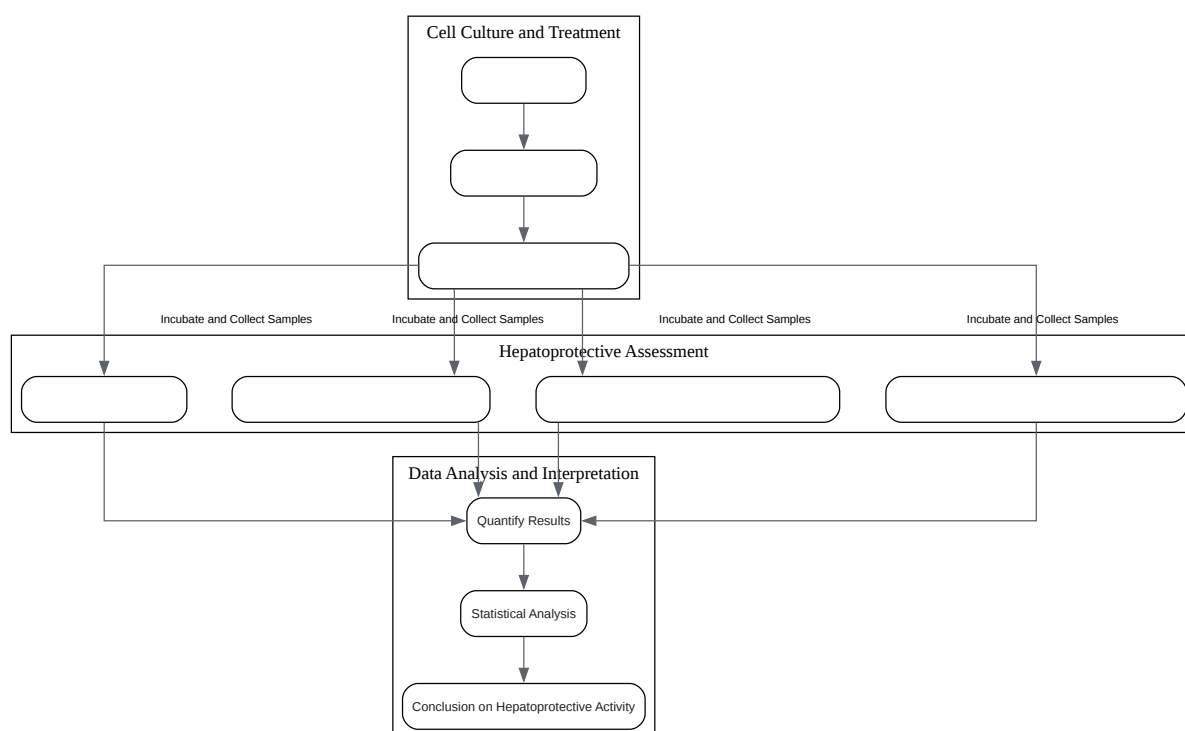 Cell Culture and Treatment
Incubate and Collect Samples
Incubate and Collect Samples
Incubate and Collect Samples
Incubate and Collect Samples
Hepatoprotective Assessment
Data Analysis and Interpretation
Quantify Results
Statistical Analysis
Conclusion on Hepatoprotective Activity